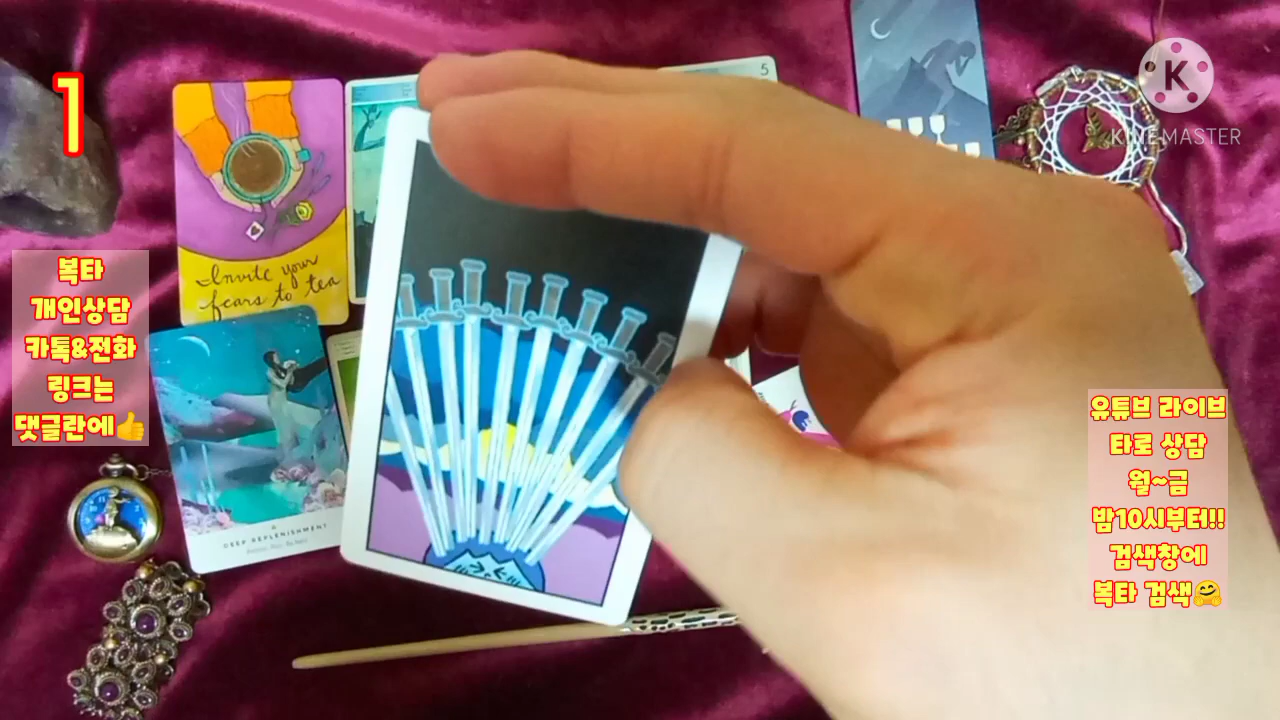 1
5
Invite your
fears to tea
DEEP REPLENISHMENT
K
KINEMASTER
복타
개인상담
카톡&전화
링크는
댓글란에👍
유튜브 라이브
타로 상담
월~금
밤10시부터!!
검색창에
복타 검색🤗